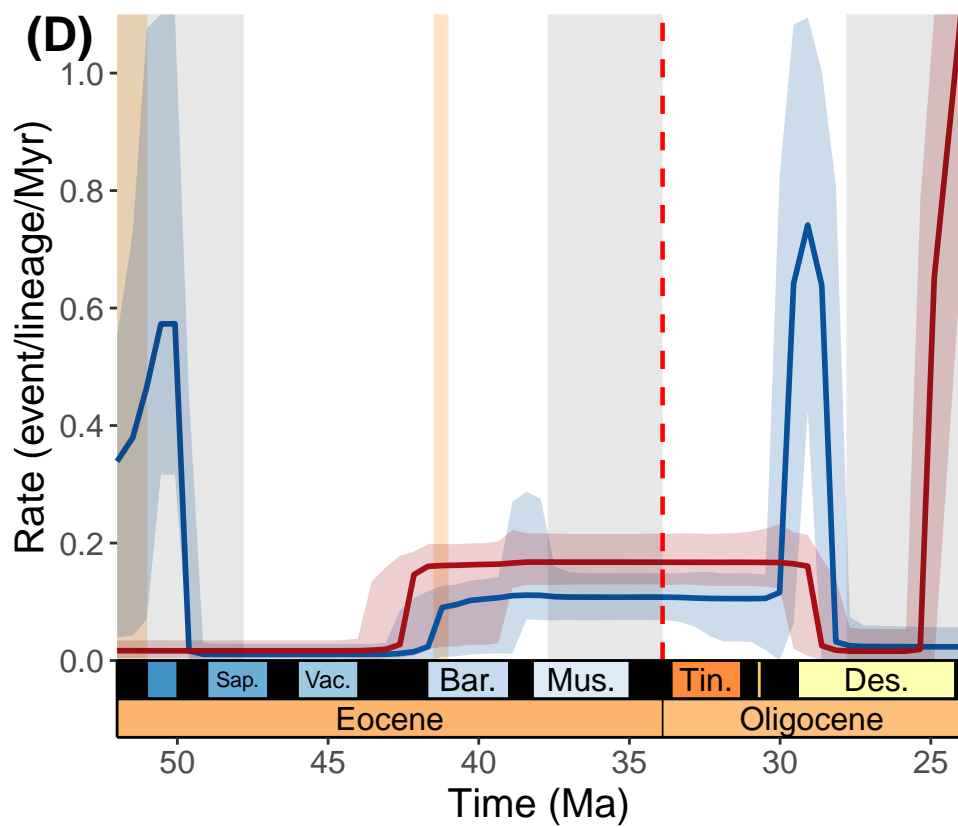 (D)
Rate (event/lineage/Myr)
1.0
0.8
0.6
0.4
0.2
0.0
Sap. Vac. Bar. Mus. Tin. Des.
Eocene Oligocene
50 45 40 35 30 25
Time (Ma)